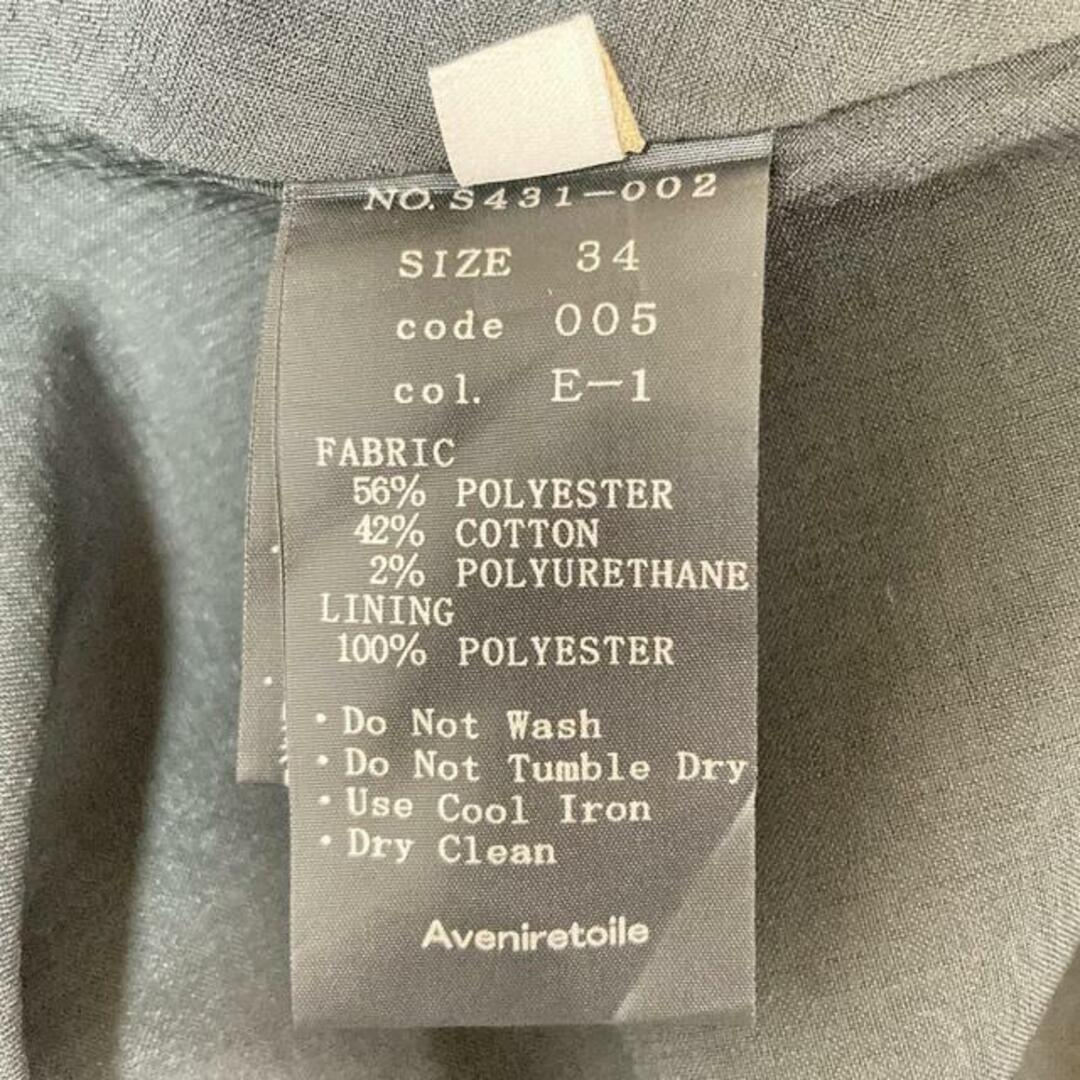 NO. S431-002
SIZE 34
code 005
col. E-1
FABRIC
56% POLYESTER
42% COTTON
2% POLYURETHANE
LINING
100% POLYESTER
・Do Not Wash
・Do Not Tumble Dry
・Use Cool Iron
・Dry Clean
Aveniretoile